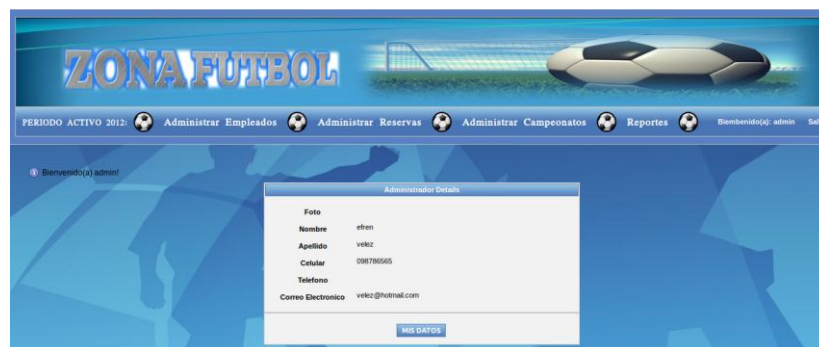 ZONA FUTBOL
PERIODO ACTIVO 2012: Administrar Empleados Administrar Reservas Administrar Campeonatos Reportes Biembenido(a): admin Sal
Bienvenido(a) admin!
Administrador Details
Foto
Nombre efren
Apellido velez
Celular 098786565
Telefono
Correo Electronico velez@hotmail.com
MIS DATOS